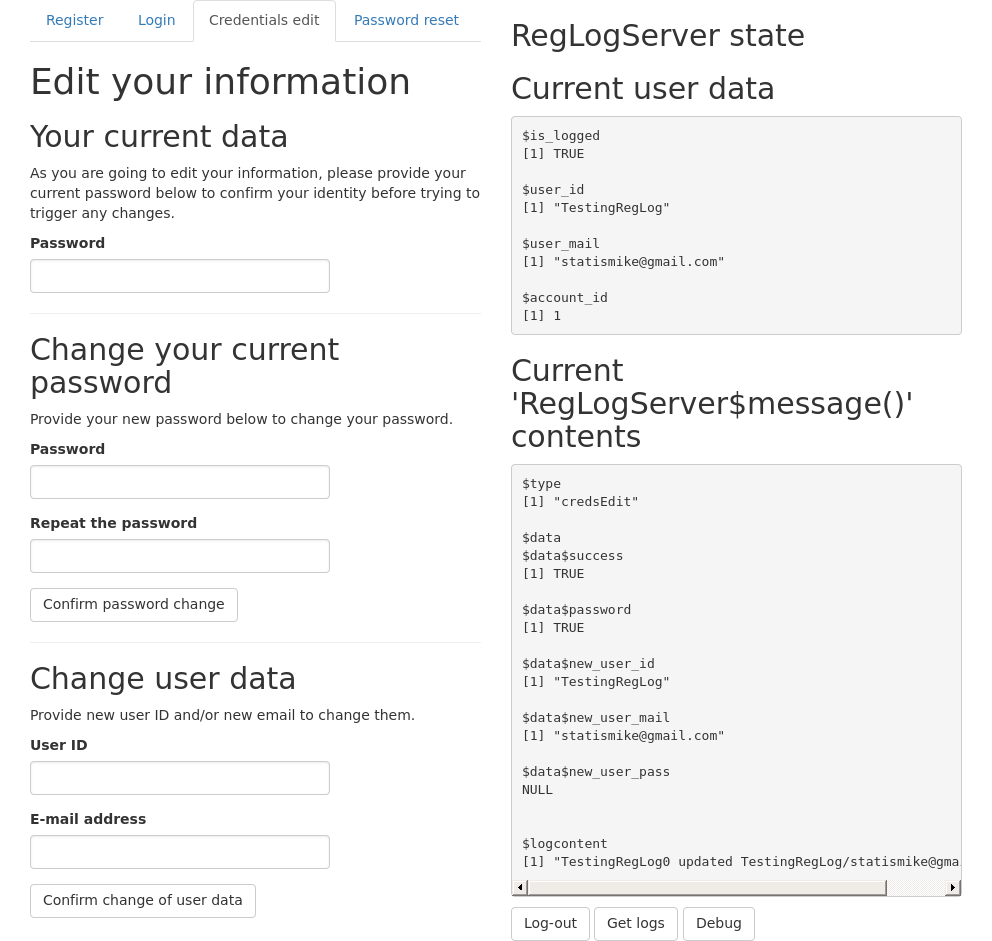 Register Login Credentials edit Password reset
Edit your information
Your current data
As you are going to edit your information, please provide your
current password below to confirm your identity before trying to
trigger any changes.
Password
Change your current
password
Provide your new password below to change your password.
Password
Repeat the password
Confirm password change
Change user data
Provide new user ID and/or new email to change them.
User ID
E-mail address
Confirm change of user data
RegLogServer state
Current user data
$is_logged
[1] TRUE
$user_id
[1] "TestingRegLog"
$user_mail
[1] "statismike@gmail.com"
$account_id
[1] 1
Current
'RegLogServer$message()'
contents
$type
[1] "credsEdit"
$data
$data$success
[1] TRUE
$data$password
[1] TRUE
$data$new_user_id
[1] "TestingRegLog"
$data$new_user_mail
[1] "statismike@gmail.com"
$data$new_user_pass
NULL
$logcontent
[1] "TestingRegLog0 updated TestingRegLog/statismike@gma
Log-out Get logs Debug